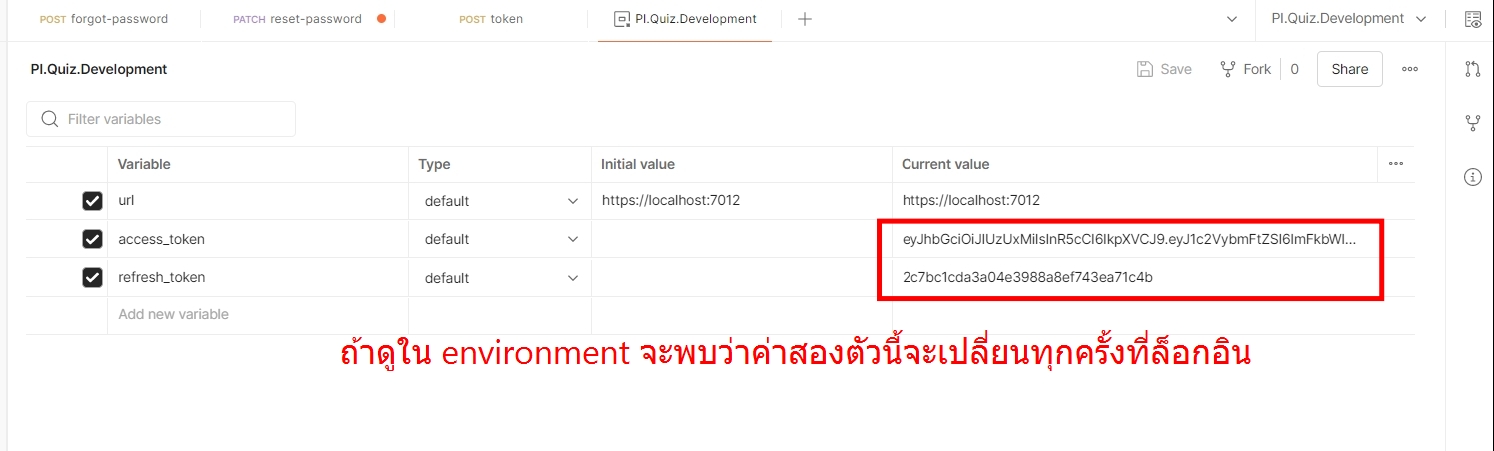 POST forgot-password PATCH reset-password POST token PI.Quiz.Development PI.Quiz.Development
PI.Quiz.Development Save Fork 0 Share
Filter variables
Variable Type Initial value Current value
url default https://localhost:7012 https://localhost:7012
access_token default eyJhbGciOiJIUzUxMiIsInR5cCI6IkpXVCJ9.eyJ1c2VybmFtZSI6ImFkbWl...
refresh_token default 2c7bc1cda3a04e3988a8ef743ea71c4b
Add new variable
ถ้าดูใน environment จะพบว่าค่าสองตัวนี้จะเปลี่ยนทุกครั้งที่ล็อกอิน